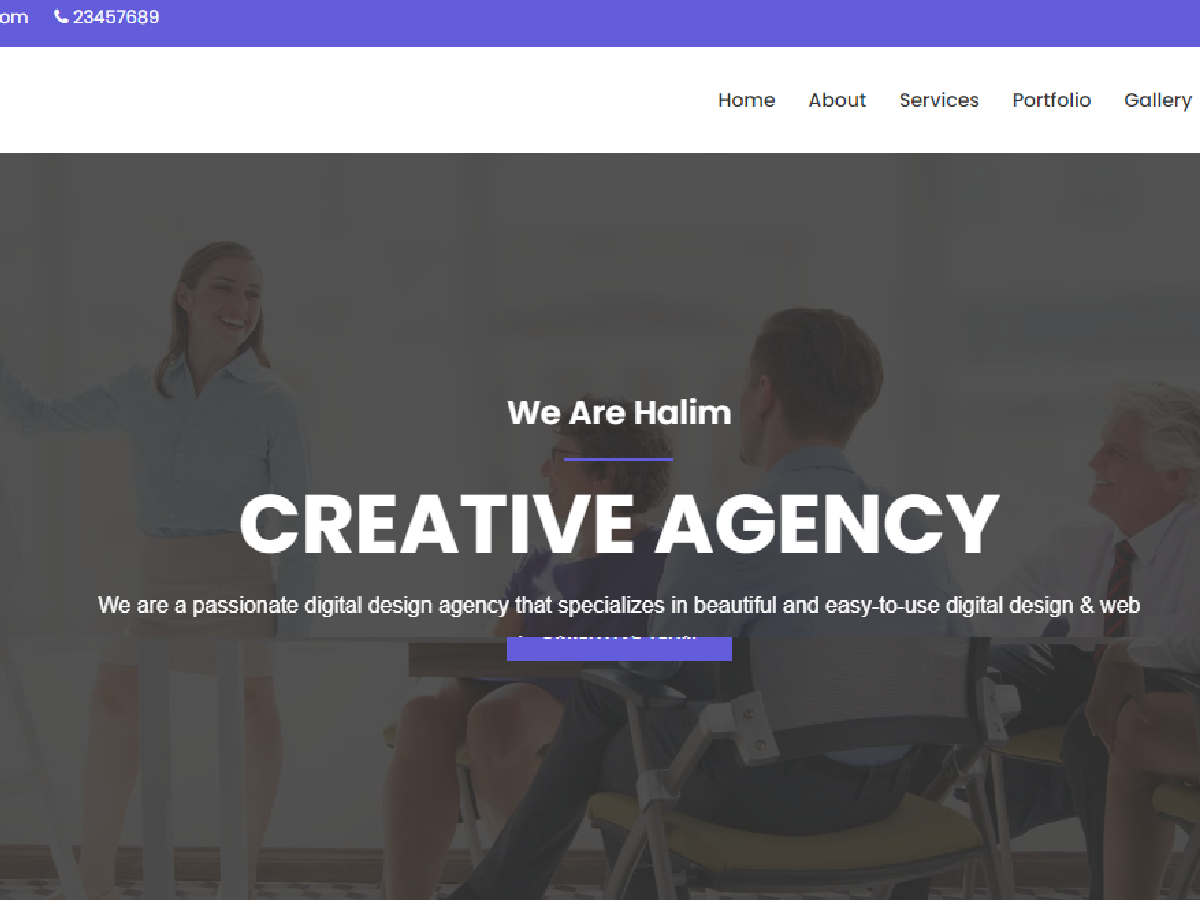 om 23457689
Home About Services Portfolio Gallery
We Are Halim
CREATIVE AGENCY
We are a passionate digital design agency that specializes in beautiful and easy-to-use digital design & web